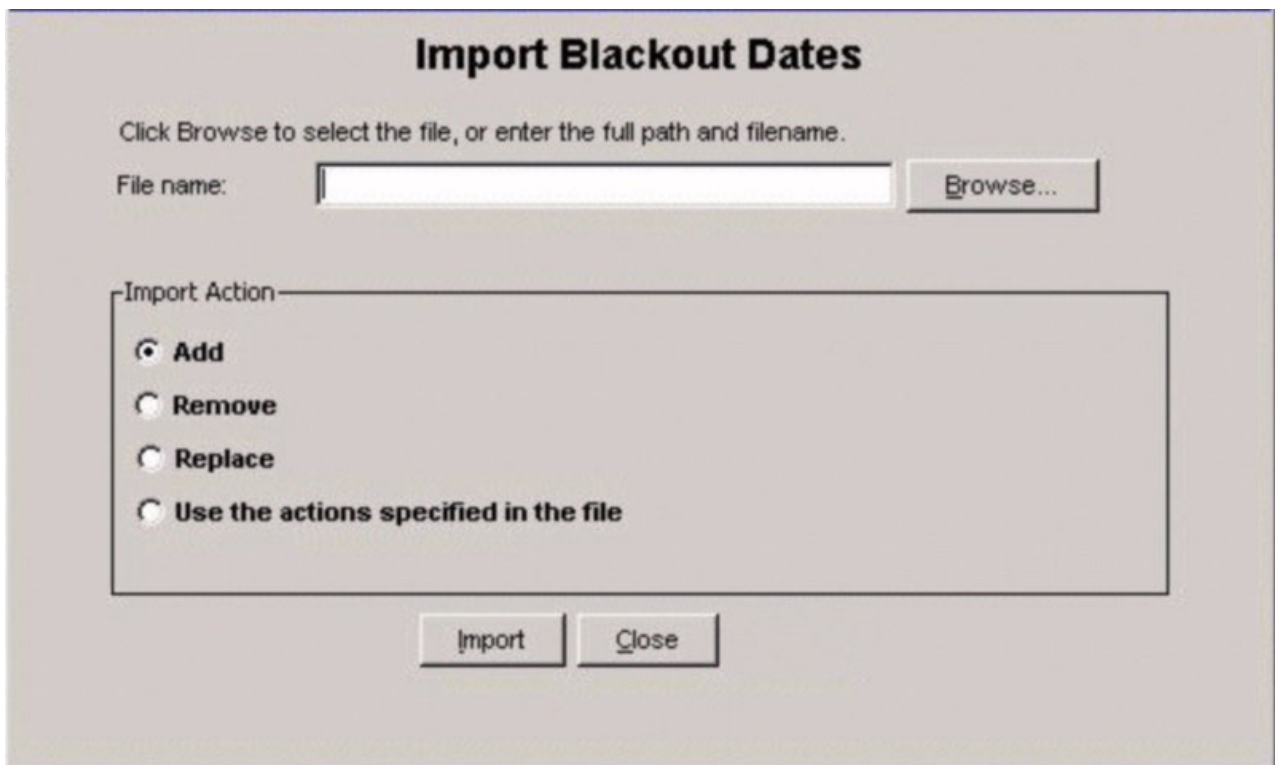 Import Blackout Dates
Click Browse to select the file, or enter the full path and filename.
File name:
Browse...
Import Action
Add
Remove
Replace
Use the actions specified in the file
Import Close